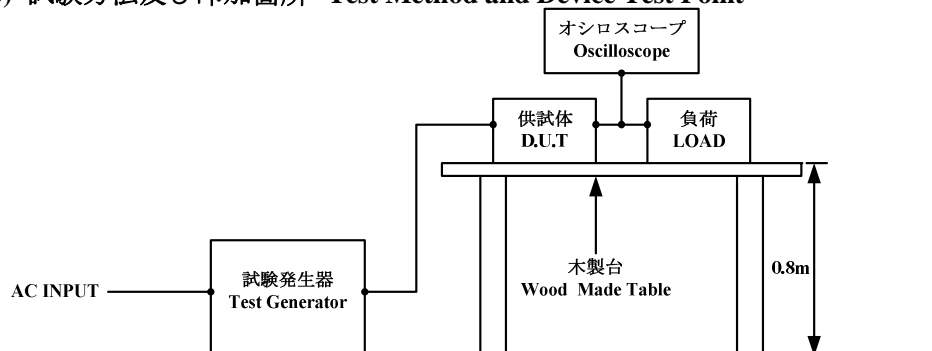 試験方法及び印加箇所 Test Method and Device Test Point
オシロスコープ
Oscilloscope
供試体
D.U.T
負荷
LOAD
試験発生器
Test Generator
AC INPUT
木製台
Wood Made Table
0.8m